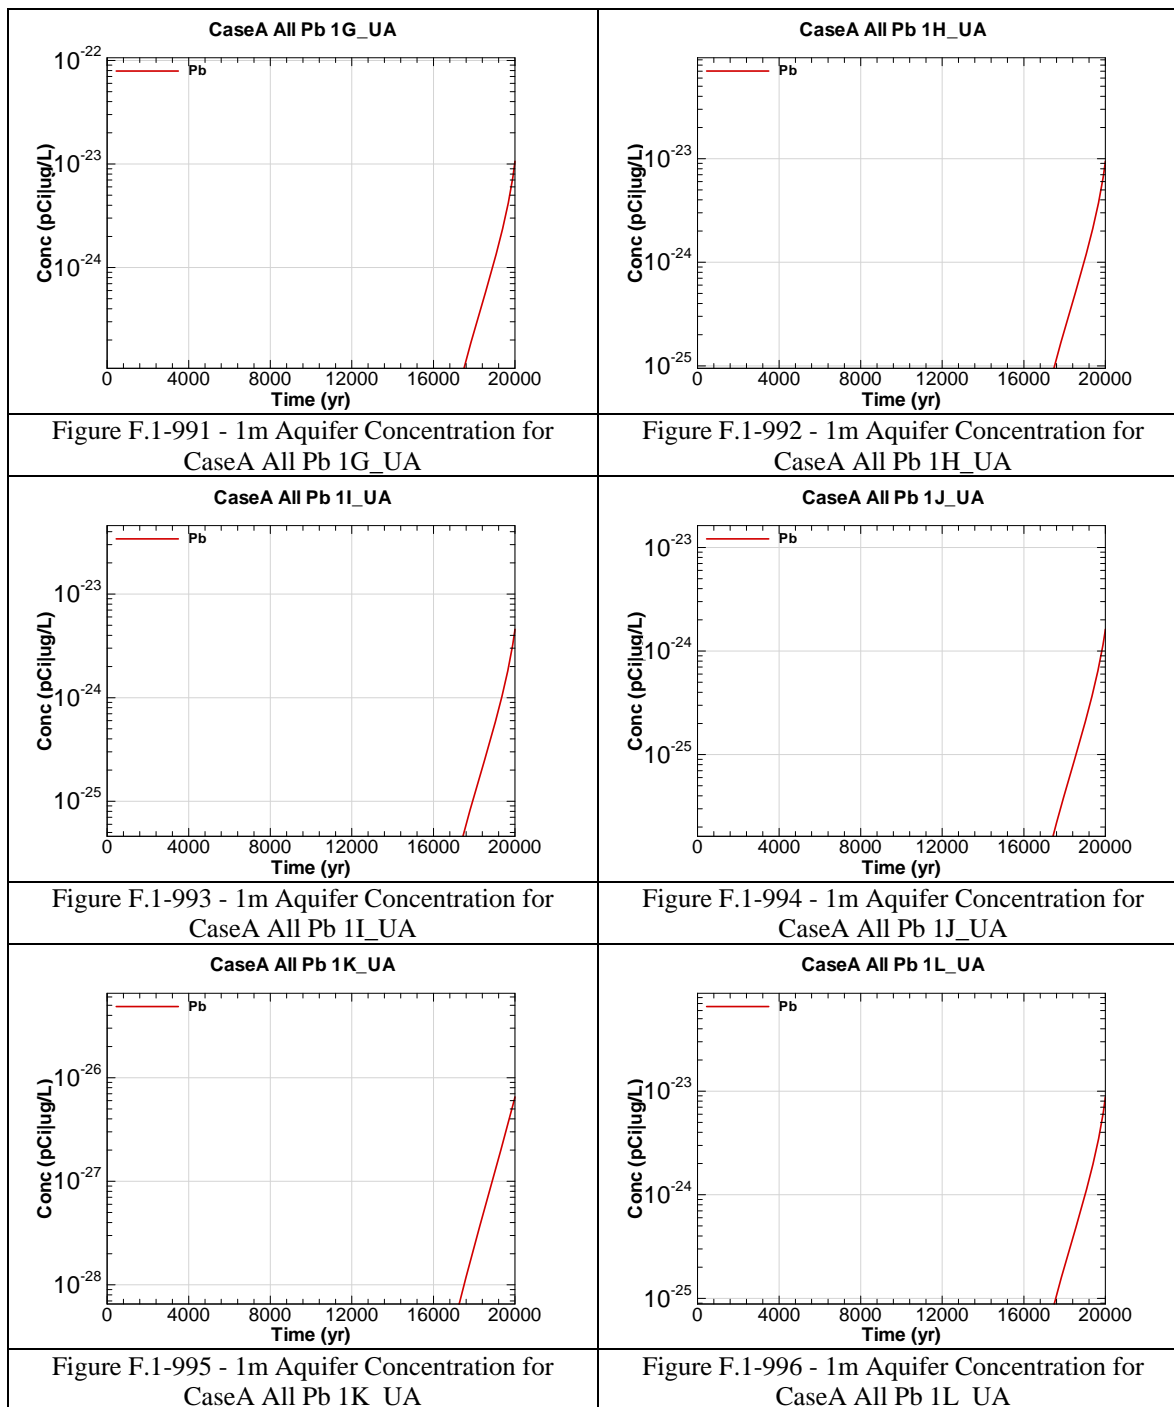 CaseA All Pb 1G_UA
Pb
10-22
10-23
10-24
Conc (pCi|ug/L)
0 4000 8000 12000 16000 20000
Time (yr)
Figure F.1-991 - 1m Aquifer Concentration for
CaseA All Pb 1G_UA
CaseA All Pb 1H_UA
Pb
10-23
10-24
10-25
Conc (pCi|ug/L)
0 4000 8000 12000 16000 20000
Time (yr)
Figure F.1-992 - 1m Aquifer Concentration for
CaseA All Pb 1H_UA
CaseA All Pb 1I_UA
Pb
10-23
10-24
10-25
Conc (pCi|ug/L)
0 4000 8000 12000 16000 20000
Time (yr)
Figure F.1-993 - 1m Aquifer Concentration for
CaseA All Pb 1I_UA
CaseA All Pb 1J_UA
Pb
10-23
10-24
10-25
Conc (pCi|ug/L)
0 4000 8000 12000 16000 20000
Time (yr)
Figure F.1-994 - 1m Aquifer Concentration for
CaseA All Pb 1J_UA
CaseA All Pb 1K_UA
Pb
10-26
10-27
10-28
Conc (pCi|ug/L)
0 4000 8000 12000 16000 20000
Time (yr)
Figure F.1-995 - 1m Aquifer Concentration for
CaseA All Pb 1K_UA
CaseA All Pb 1L_UA
Pb
10-23
10-24
10-25
Conc (pCi|ug/L)
0 4000 8000 12000 16000 20000
Time (yr)
Figure F.1-996 - 1m Aquifer Concentration for
CaseA All Pb 1L_UA